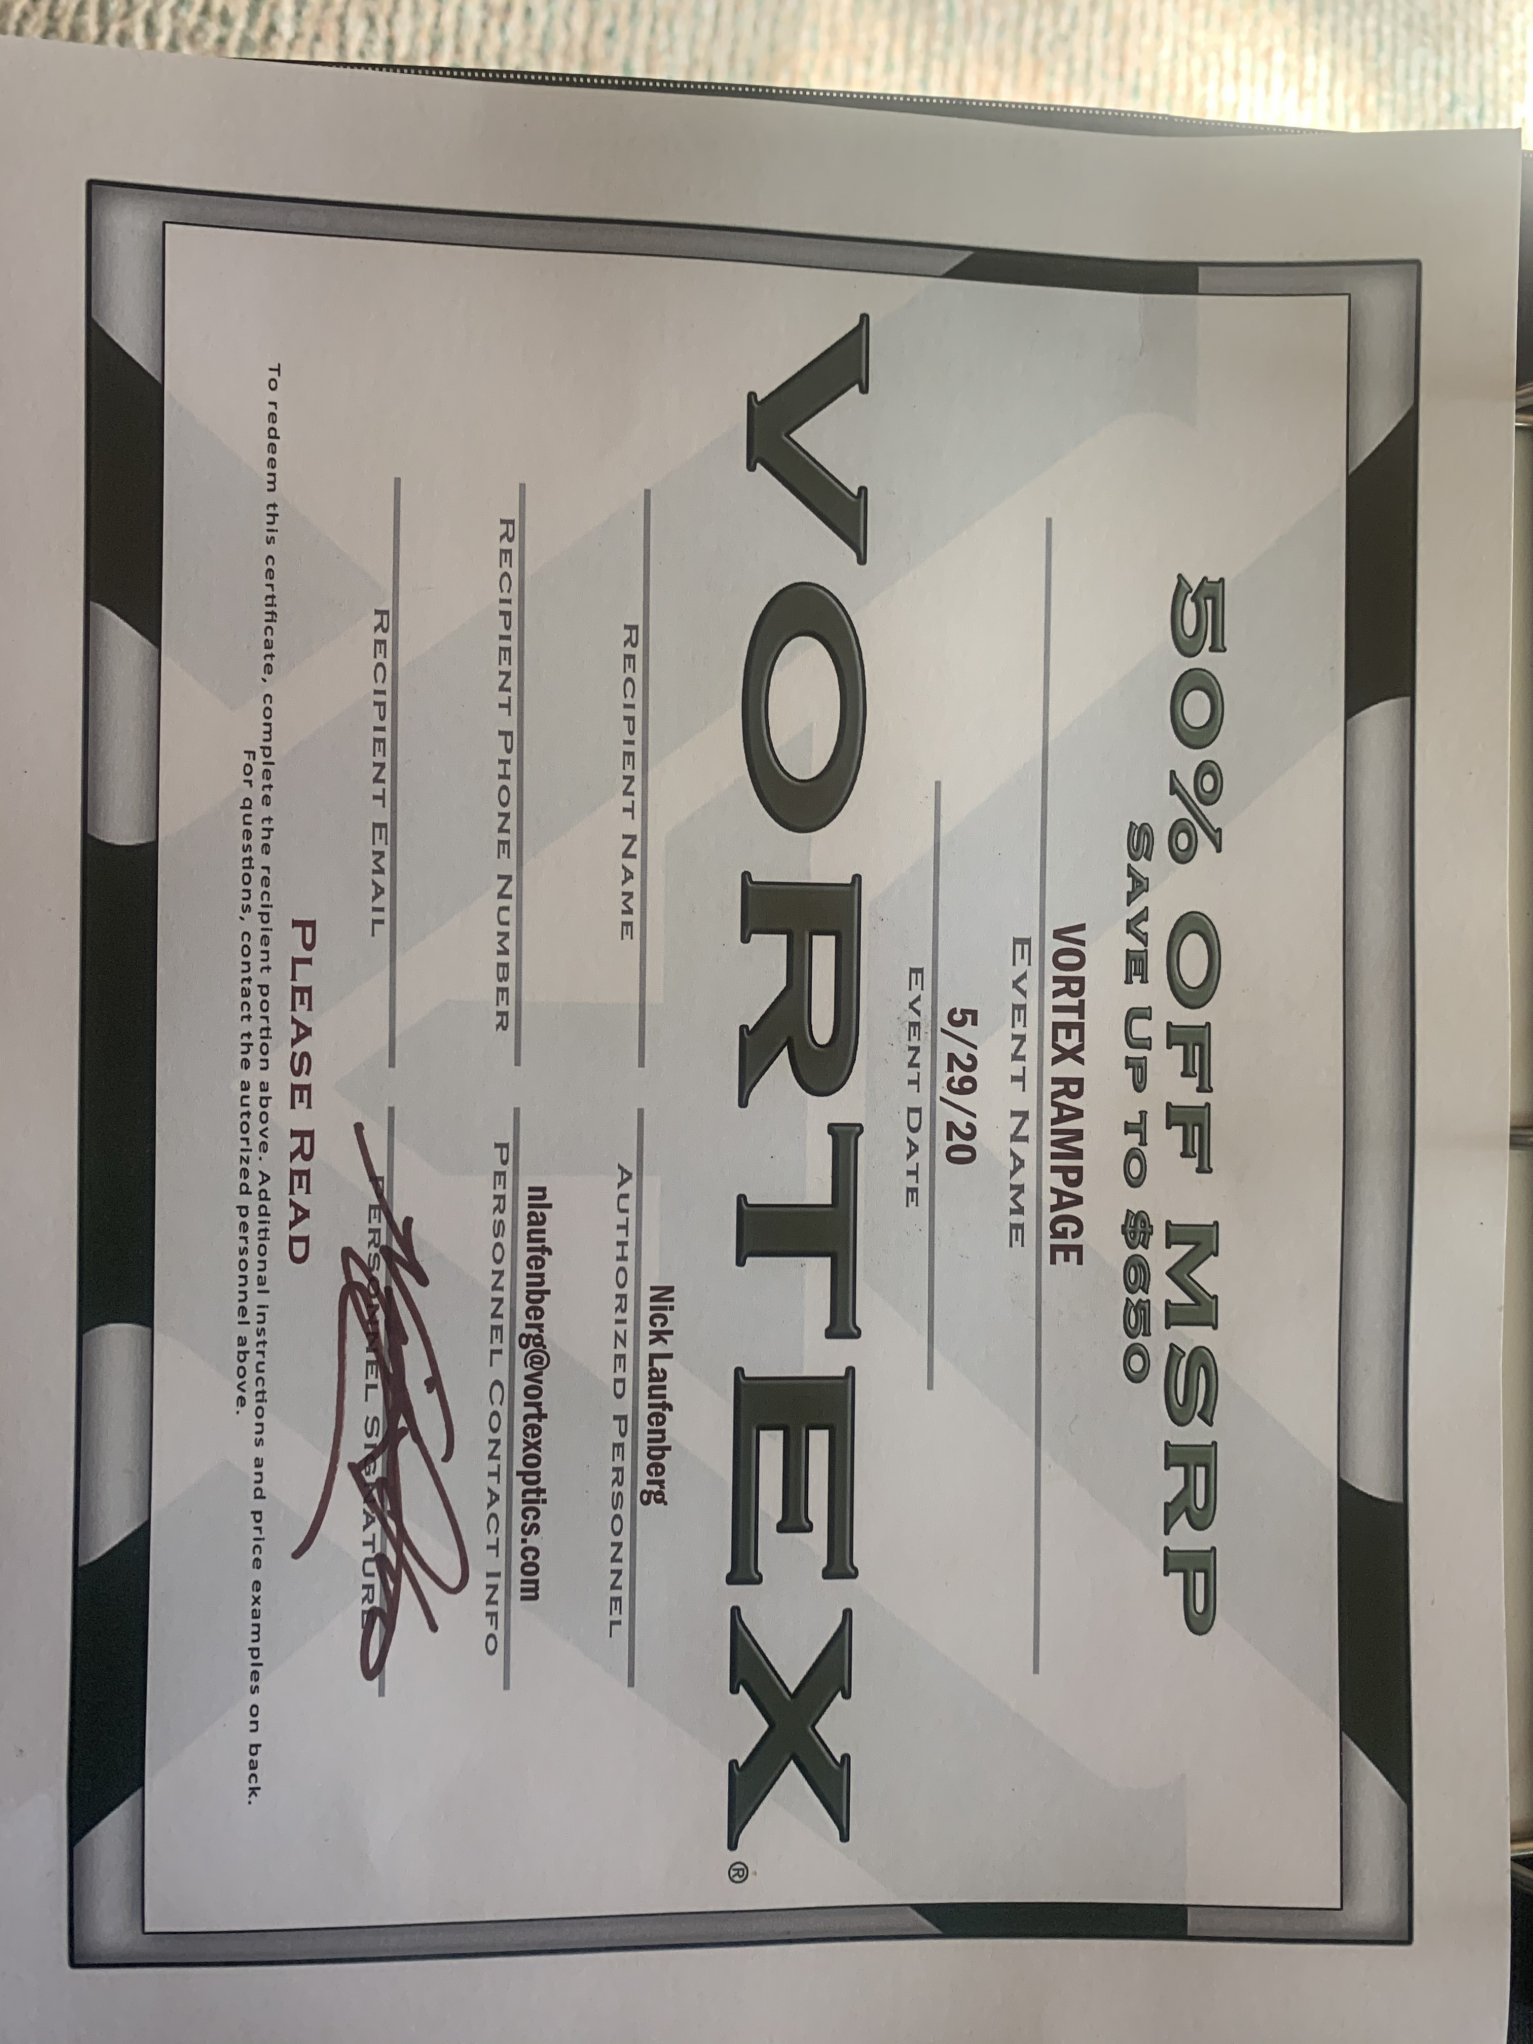 50% OFF MSRP
SAVE UP TO $650
VORTEX RAMPAGE
EVENT NAME
5/29/20
EVENT DATE
VORTEX®
RECIPIENT NAME
Nick Laufenberg
AUTHORIZED PERSONNEL
RECIPIENT PHONE NUMBER
nlaufenberg@vortexoptics.com
PERSONNEL CONTACT INFO
RECIPIENT EMAIL
PERSONNEL SIGNATURE
PLEASE READ
To redeem this certificate, complete the recipient portion above. Additional instructions and price examples on back.
For questions, contact the autorized personnel above.